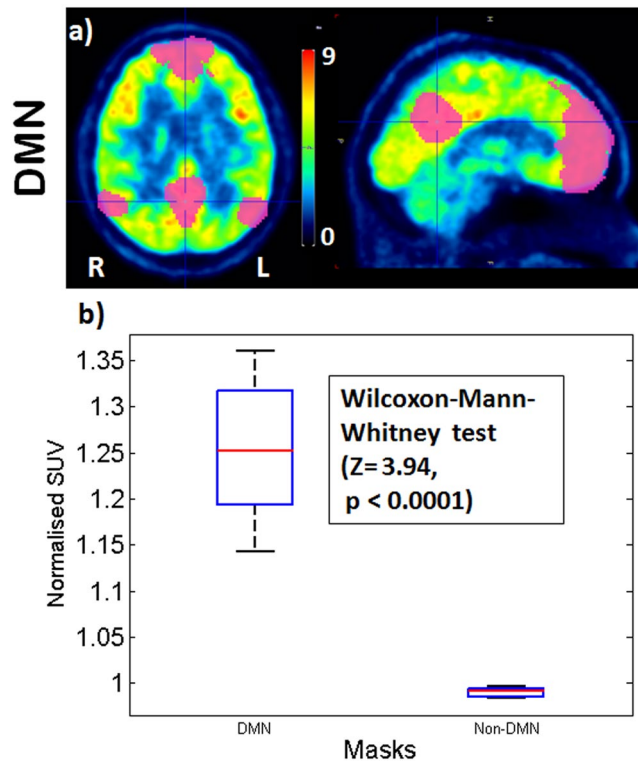 a)
DMN
9
0
R L
b)
1.35
1.3
1.25
1.2
1.15
1.1
1.05
1
Normalised SUV
Wilcoxon-Mann-
Whitney test
(Z= 3.94,
p < 0.0001)
DMN Non-DMN
Masks